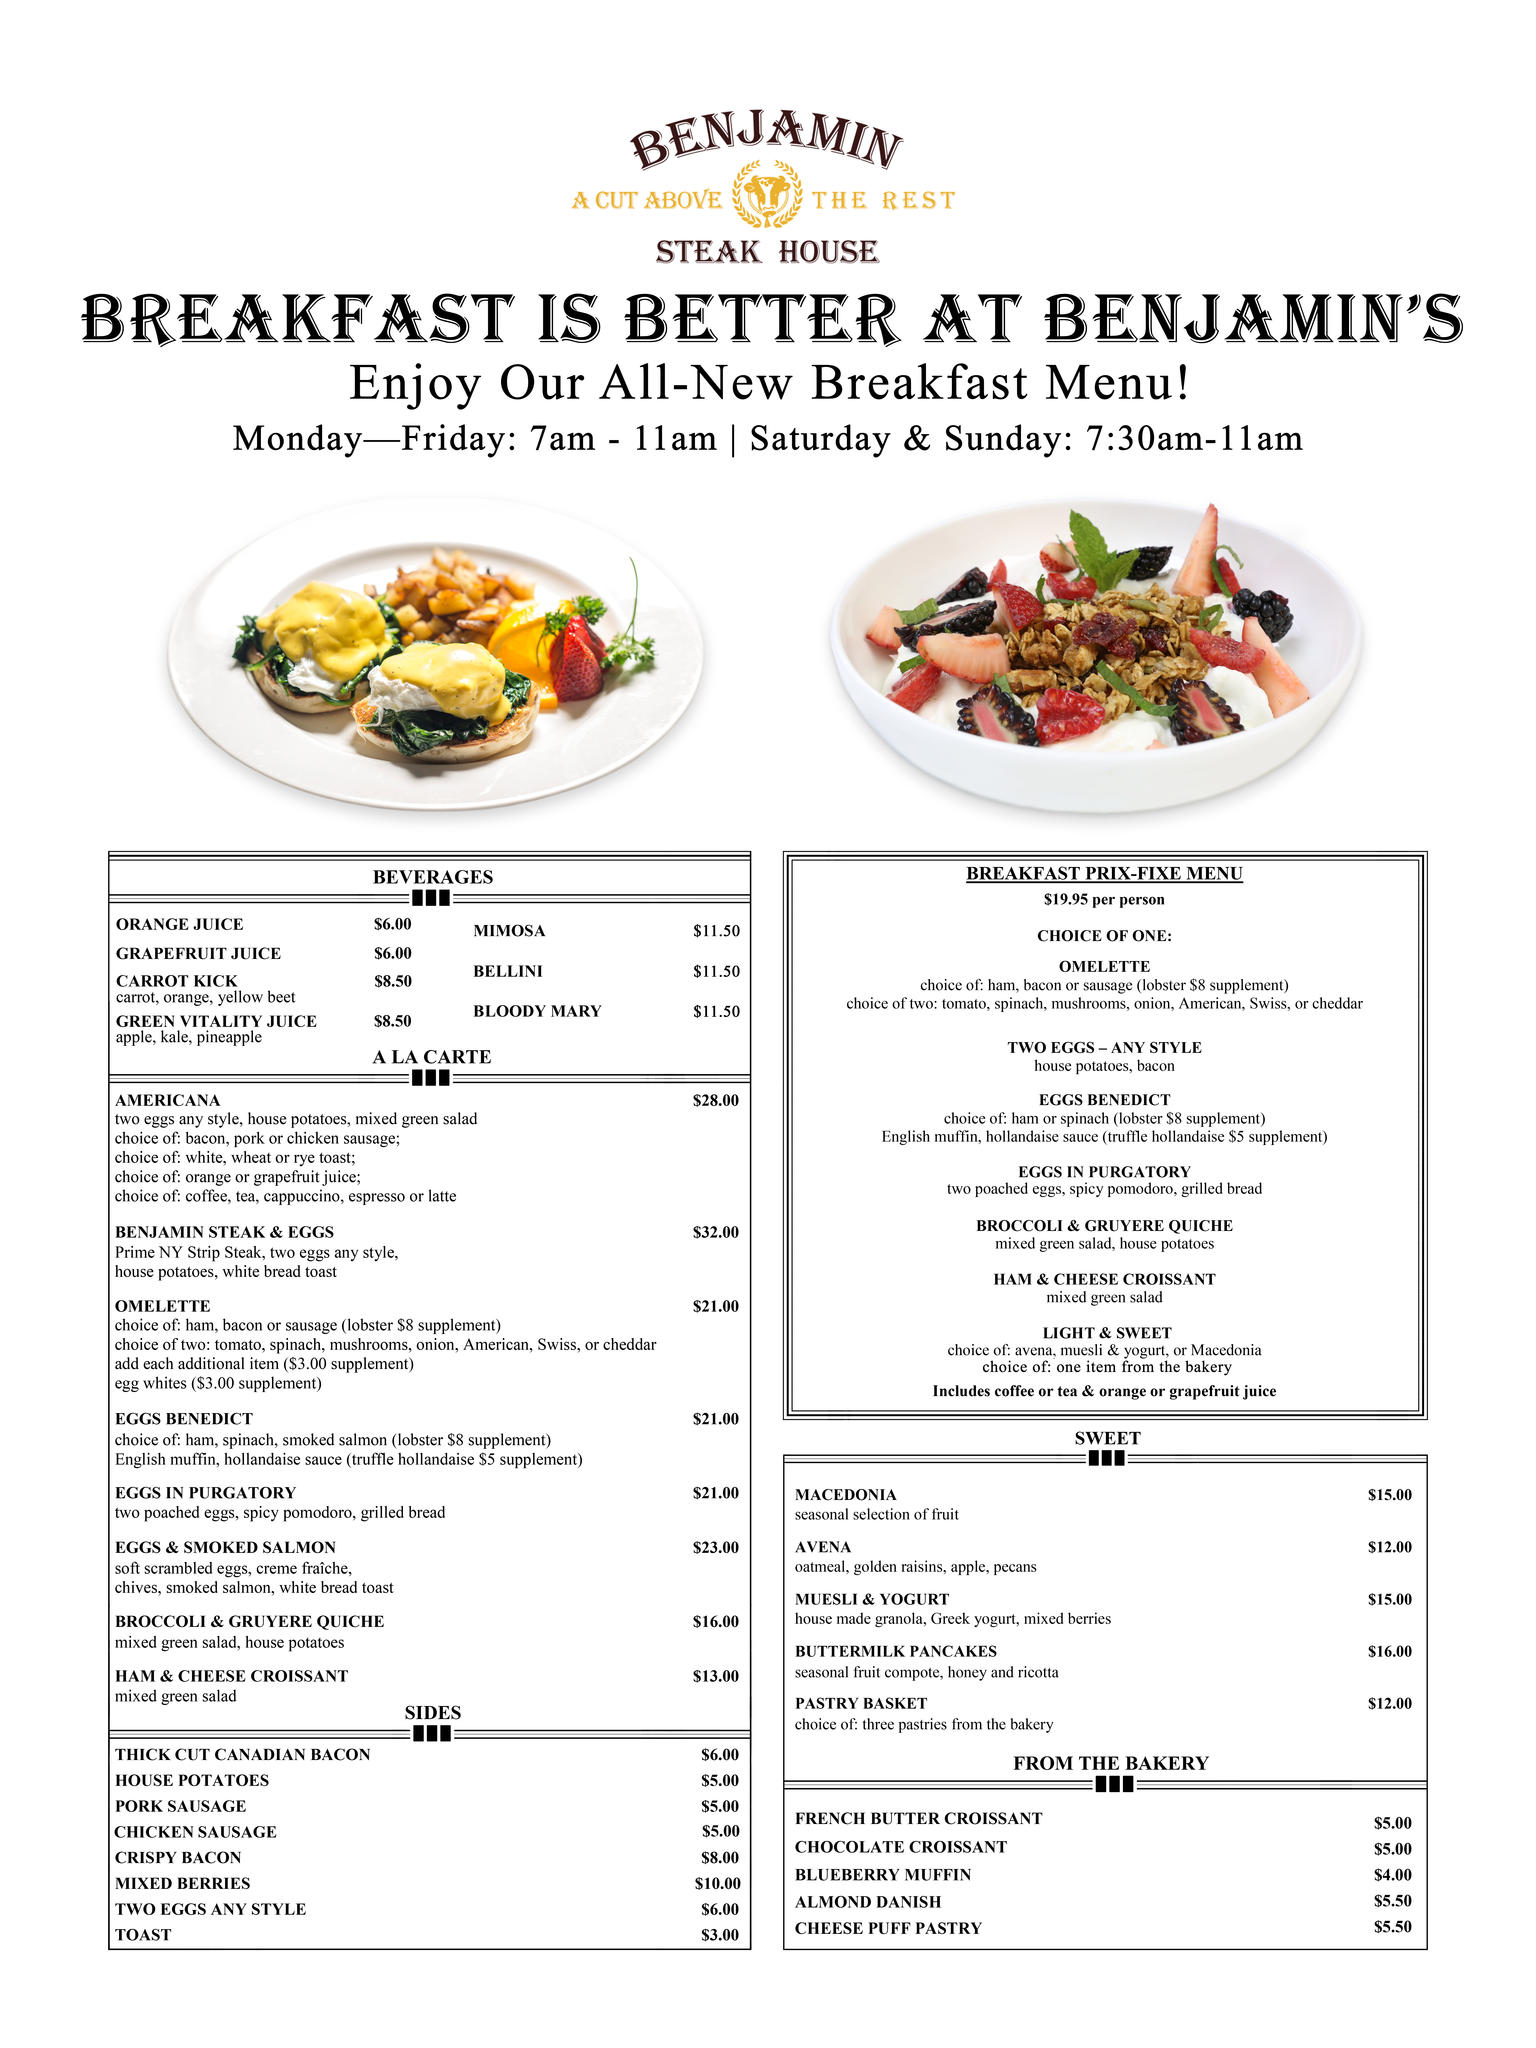 BENJAMIN
A CUT ABOVE THE REST
STEAK HOUSE
BREAKFAST IS BETTER AT BENJAMIN'S
Enjoy Our All-New Breakfast Menu!
Monday—Friday: 7am - 11am | Saturday & Sunday: 7:30am-11am
BEVERAGES
ORANGE JUICE $6.00
GRAPEFRUIT JUICE $6.00
CARROT KICK $8.50
carrot, orange, yellow beet
GREEN VITALITY JUICE $8.50
apple, kale, pineapple
MIMOSA $11.50
BELLINI $11.50
BLOODY MARY $11.50
A LA CARTE
AMERICANA $28.00
two eggs any style, house potatoes, mixed green salad
choice of: bacon, pork or chicken sausage;
choice of: white, wheat or rye toast;
choice of: orange or grapefruit juice;
choice of: coffee, tea, cappuccino, espresso or latte
BENJAMIN STEAK & EGGS $32.00
Prime NY Strip Steak, two eggs any style,
house potatoes, white bread toast
OMELETTE $21.00
choice of: ham, bacon or sausage (lobster $8 supplement)
choice of two: tomato, spinach, mushrooms, onion, American, Swiss, or cheddar
add each additional item ($3.00 supplement)
egg whites ($3.00 supplement)
EGGS BENEDICT $21.00
choice of: ham, spinach, smoked salmon (lobster $8 supplement)
English muffin, hollandaise sauce (truffle hollandaise $5 supplement)
EGGS IN PURGATORY $21.00
two poached eggs, spicy pomodoro, grilled bread
EGGS & SMOKED SALMON $23.00
soft scrambled eggs, creme fraîche,
chives, smoked salmon, white bread toast
BROCCOLI & GRUYERE QUICHE $16.00
mixed green salad, house potatoes
HAM & CHEESE CROISSANT $13.00
mixed green salad
SIDES
THICK CUT CANADIAN BACON $6.00
HOUSE POTATOES $5.00
PORK SAUSAGE $5.00
CHICKEN SAUSAGE $5.00
CRISPY BACON $8.00
MIXED BERRIES $10.00
TWO EGGS ANY STYLE $6.00
TOAST $3.00
BREAKFAST PRIX-FIXE MENU
$19.95 per person
CHOICE OF ONE:
OMELETTE
choice of: ham, bacon or sausage (lobster $8 supplement)
choice of two: tomato, spinach, mushrooms, onion, American, Swiss, or cheddar
TWO EGGS – ANY STYLE
house potatoes, bacon
EGGS BENEDICT
choice of: ham or spinach (lobster $8 supplement)
English muffin, hollandaise sauce (truffle hollandaise $5 supplement)
EGGS IN PURGATORY
two poached eggs, spicy pomodoro, grilled bread
BROCCOLI & GRUYERE QUICHE
mixed green salad, house potatoes
HAM & CHEESE CROISSANT
mixed green salad
LIGHT & SWEET
choice of: avena, muesli & yogurt, or Macedonia
choice of: one item from the bakery
Includes coffee or tea & orange or grapefruit juice
SWEET
MACEDONIA $15.00
seasonal selection of fruit
AVENA $12.00
oatmeal, golden raisins, apple, pecans
MUESLI & YOGURT $15.00
house made granola, Greek yogurt, mixed berries
BUTTERMILK PANCAKES $16.00
seasonal fruit compote, honey and ricotta
PASTRY BASKET $12.00
choice of: three pastries from the bakery
FROM THE BAKERY
FRENCH BUTTER CROISSANT $5.00
CHOCOLATE CROISSANT $5.00
BLUEBERRY MUFFIN $4.00
ALMOND DANISH $5.50
CHEESE PUFF PASTRY $5.50